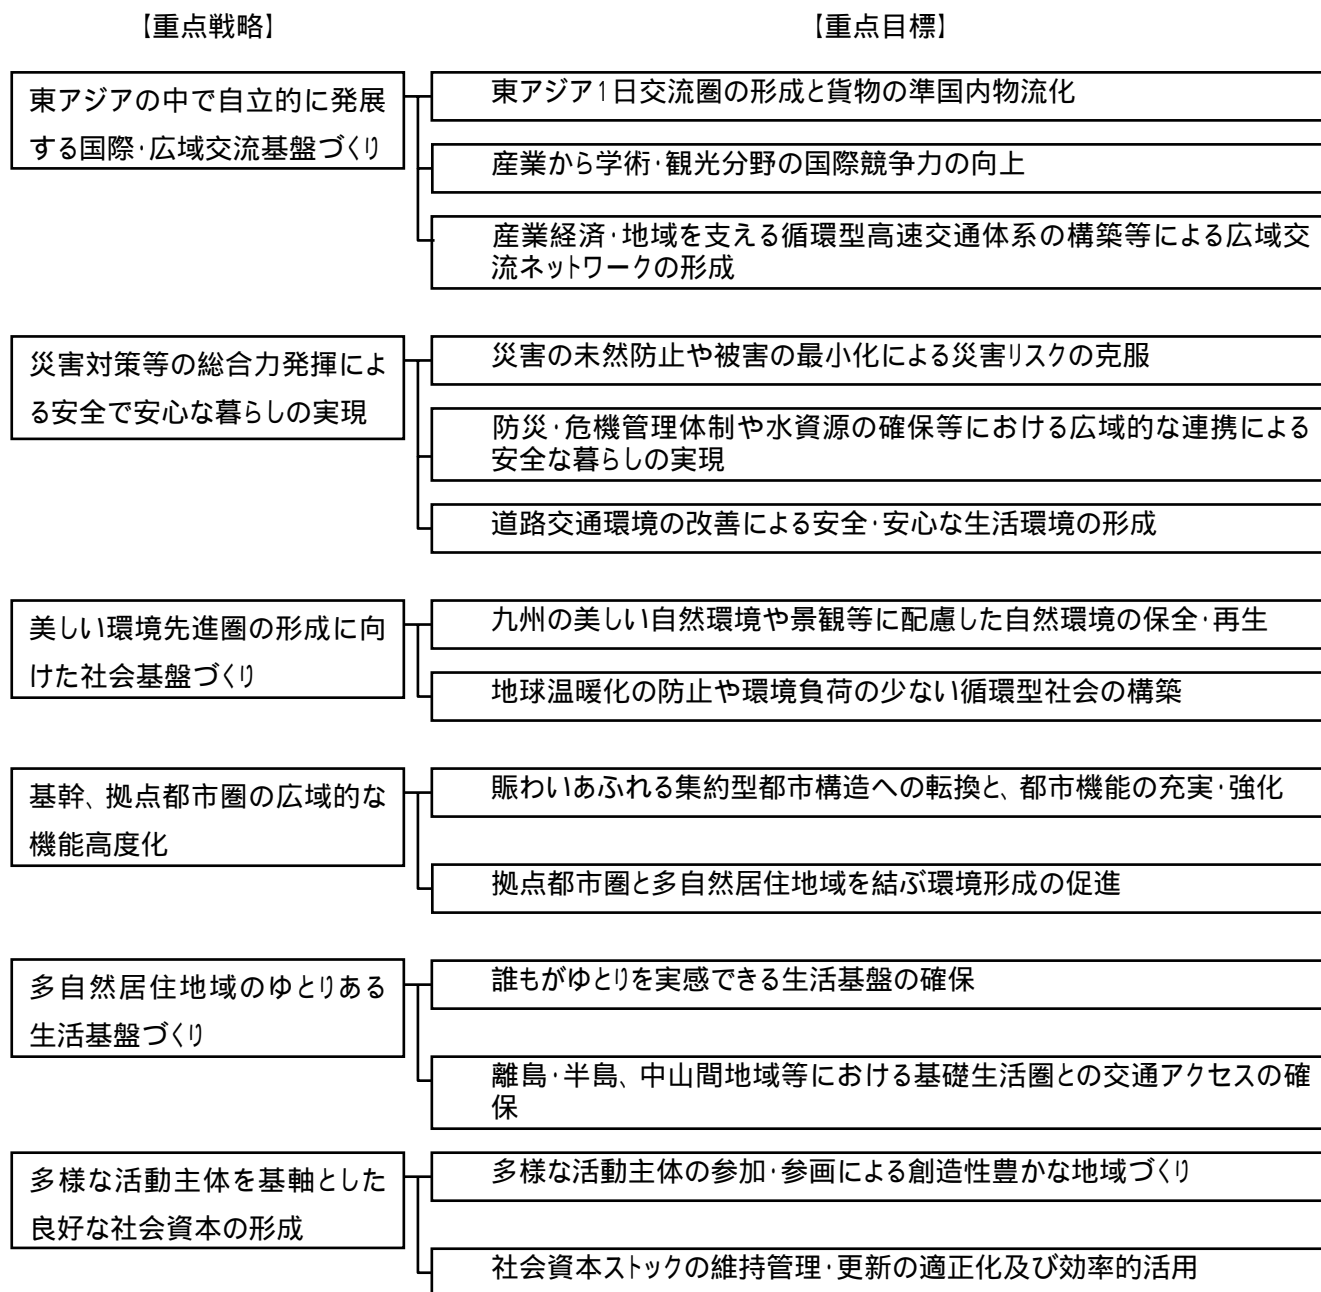 【重点戦略】
【重点目標】
東アジアの中で自立的に発展
する国際・広域交流基盤づくり
東アジア1日交流圏の形成と貨物の準国内物流化
産業から学術・観光分野の国際競争力の向上
産業経済・地域を支える循環型高速交通体系の構築等による広域交
流ネットワークの形成
災害対策等の総合力発揮によ
る安全で安心な暮らしの実現
災害の未然防止や被害の最小化による災害リスクの克服
防災・危機管理体制や水資源の確保等における広域的な連携による
安全な暮らしの実現
道路交通環境の改善による安全・安心な生活環境の形成
美しい環境先進圏の形成に向
けた社会基盤づくり
九州の美しい自然環境や景観等に配慮した自然環境の保全・再生
地球温暖化の防止や環境負荷の少ない循環型社会の構築
基幹、拠点都市圏の広域的な
機能高度化
賑わいあふれる集約型都市構造への転換と、都市機能の充実・強化
拠点都市圏と多自然居住地域を結ぶ環境形成の促進
多自然居住地域のゆとりある
生活基盤づくり
誰もがゆとりを実感できる生活基盤の確保
離島・半島、中山間地域等における基礎生活圏との交通アクセスの確
保
多様な活動主体を基軸とした
良好な社会資本の形成
多様な活動主体の参加・参画による創造性豊かな地域づくり
社会資本ストックの維持管理・更新の適正化及び効率的活用